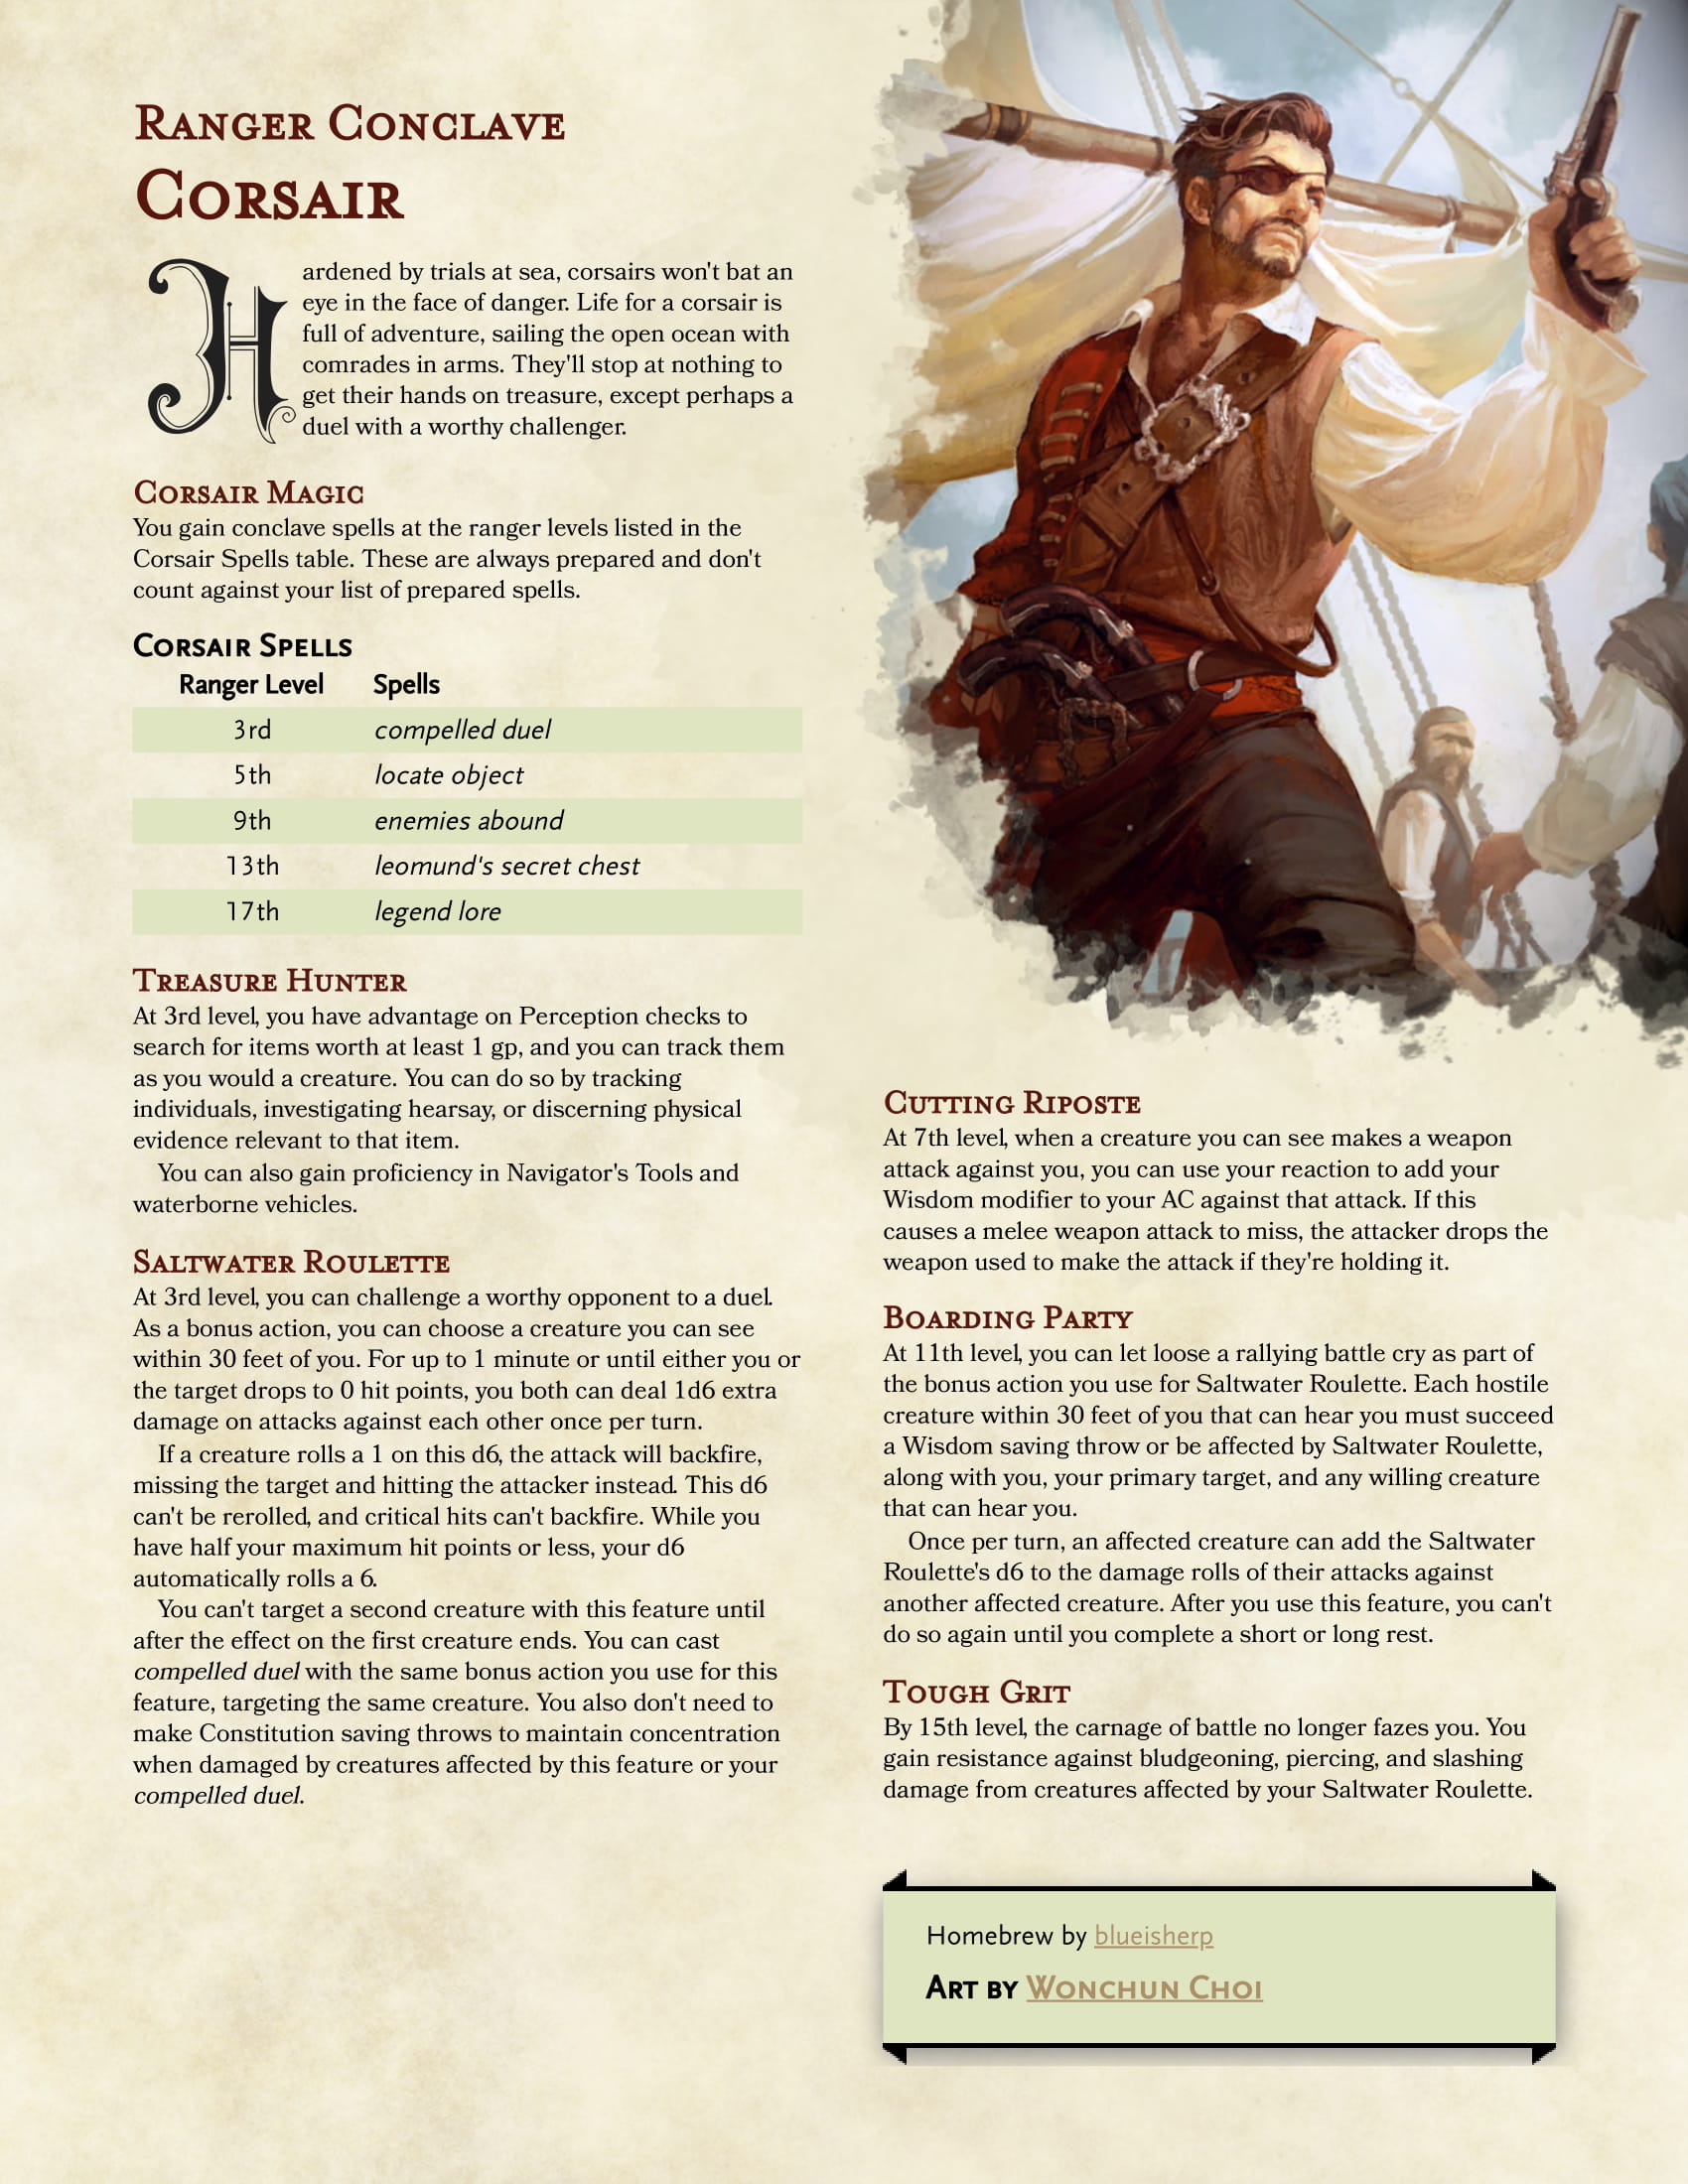 Ranger Conclave
Corsair
Hardened by trials at sea, corsairs won't bat an
eye in the face of danger. Life for a corsair is
full of adventure, sailing the open ocean with
comrades in arms. They'll stop at nothing to
get their hands on treasure, except perhaps a
duel with a worthy challenger.
Corsair Magic
You gain conclave spells at the ranger levels listed in the
Corsair Spells table. These are always prepared and don't
count against your list of prepared spells.
Corsair Spells
Ranger Level Spells
3rd compelled duel
5th locate object
9th enemies abound
13th leomund's secret chest
17th legend lore
Treasure Hunter
At 3rd level, you have advantage on Perception checks to
search for items worth at least 1 gp, and you can track them
as you would a creature. You can do so by tracking
individuals, investigating hearsay, or discerning physical
evidence relevant to that item.
You can also gain proficiency in Navigator's Tools and
waterborne vehicles.
Saltwater Roulette
At 3rd level, you can challenge a worthy opponent to a duel.
As a bonus action, you can choose a creature you can see
within 30 feet of you. For up to 1 minute or until either you or
the target drops to 0 hit points, you both can deal 1d6 extra
damage on attacks against each other once per turn.
If a creature rolls a 1 on this d6, the attack will backfire,
missing the target and hitting the attacker instead. This d6
can't be rerolled, and critical hits can't backfire. While you
have half your maximum hit points or less, your d6
automatically rolls a 6.
You can't target a second creature with this feature until
after the effect on the first creature ends. You can cast
compelled duel with the same bonus action you use for this
feature, targeting the same creature. You also don't need to
make Constitution saving throws to maintain concentration
when damaged by creatures affected by this feature or your
compelled duel.
Cutting Riposte
At 7th level, when a creature you can see makes a weapon
attack against you, you can use your reaction to add your
Wisdom modifier to your AC against that attack. If this
causes a melee weapon attack to miss, the attacker drops the
weapon used to make the attack if they're holding it.
Boarding Party
At 11th level, you can let loose a rallying battle cry as part of
the bonus action you use for Saltwater Roulette. Each hostile
creature within 30 feet of you that can hear you must succeed
a Wisdom saving throw or be affected by Saltwater Roulette,
along with you, your primary target, and any willing creature
that can hear you.
Once per turn, an affected creature can add the Saltwater
Roulette's d6 to the damage rolls of their attacks against
another affected creature. After you use this feature, you can't
do so again until you complete a short or long rest.
Tough Grit
By 15th level, the carnage of battle no longer fazes you. You
gain resistance against bludgeoning, piercing, and slashing
damage from creatures affected by your Saltwater Roulette.
Homebrew by blueisherp
Art by Wonchun Choi